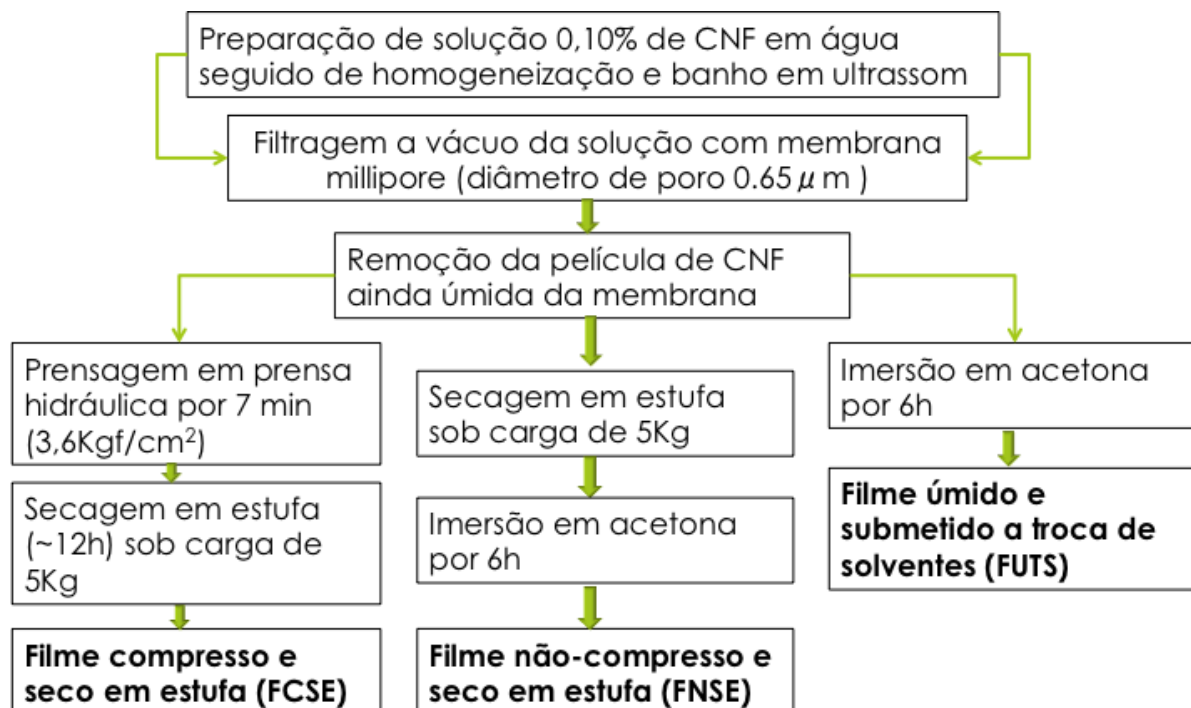 Preparação de solução 0,10% de CNF em água
seguido de homogeneização e banho em ultrassom
Filtragem a vácuo da solução com membrana
millipore (diâmetro de poro 0.65 μ m )
Remoção da película de CNF
ainda úmida da membrana
Prensagem em prensa
hidráulica por 7 min
(3,6Kgf/cm²)
Secagem em estufa
(~12h) sob carga de
5Kg
Filme compresso e
seco em estufa (FCSE)
Secagem em estufa
sob carga de 5Kg
Imersão em acetona
por 6h
Filme não-compresso e
seco em estufa (FNSE)
Imersão em acetona
por 6h
Filme úmido e
submetido a troca de
solventes (FUTS)